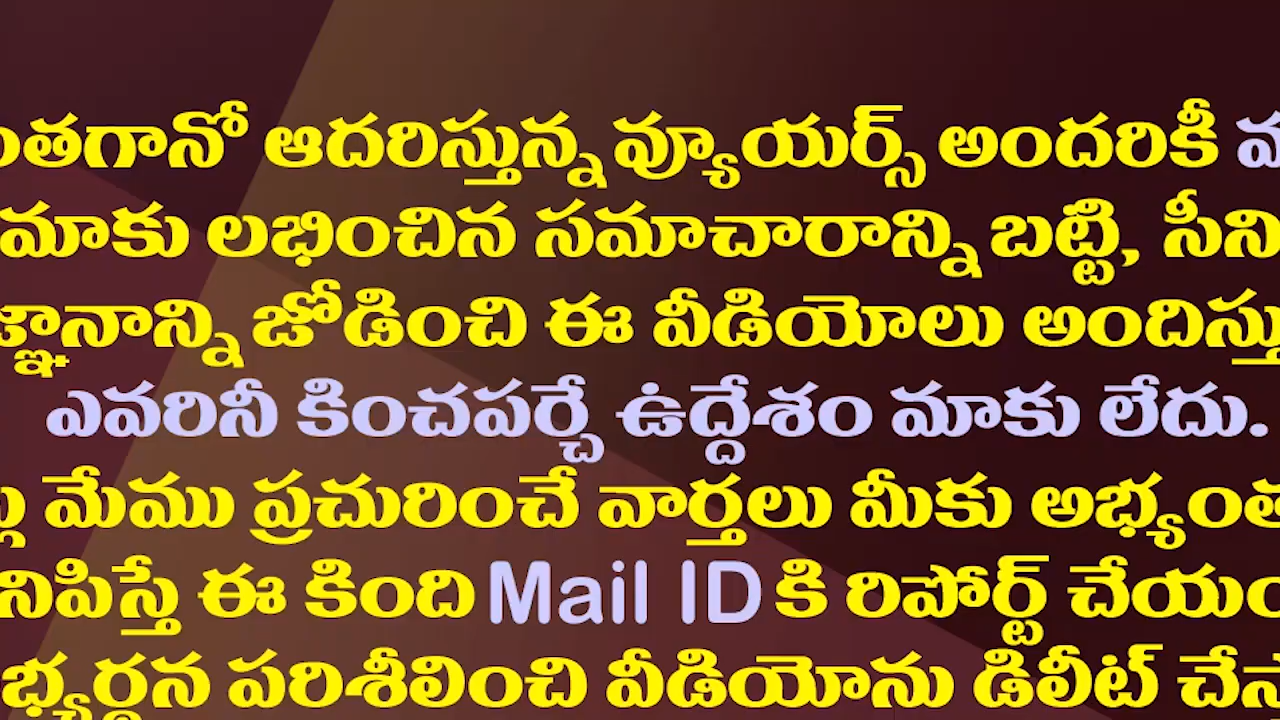 ంతగానో ఆదరిస్తున్న వ్యూయర్స్ అందరికీ
మాకు లభించిన సమాచారాన్ని బట్టి, సీని
జ్ఞానాన్ని జోడించి ఈ వీడియోలు అందిస్తు
ఎవరినీ కించపర్చే ఉద్దేశం మాకు లేదు.
మేము ప్రచురించే వార్తలు మీకు అభ్యంత
నిపిస్తే ఈ కింది Mail ID కి రిపోర్ట్ చేయం
భ్యర్థన పరిశీలించి వీడియోను డిలీట్ చేస